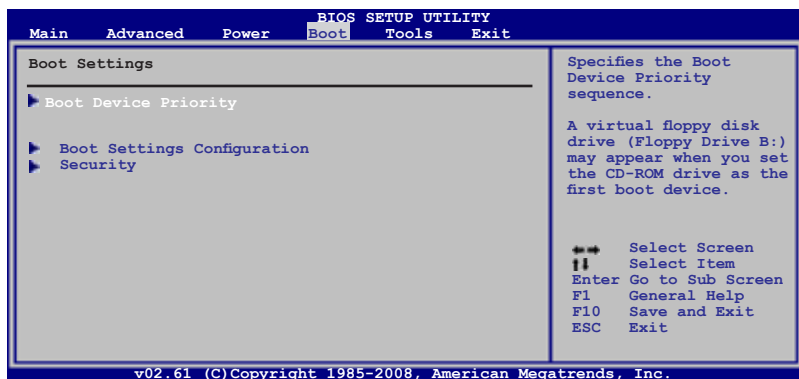 BIOS SETUP UTILITY
Main Advanced Power Boot Tools Exit
Boot Settings
Boot Device Priority
Boot Settings Configuration
Security
Specifies the Boot
Device Priority
sequence.
A virtual floppy disk
drive (Floppy Drive B:)
may appear when you set
the CD-ROM drive as the
first boot device.
←→ Select Screen
↑↓ Select Item
Enter Go to Sub Screen
F1 General Help
F10 Save and Exit
ESC Exit
v02.61 (C)Copyright 1985-2008, American Megatrends, Inc.